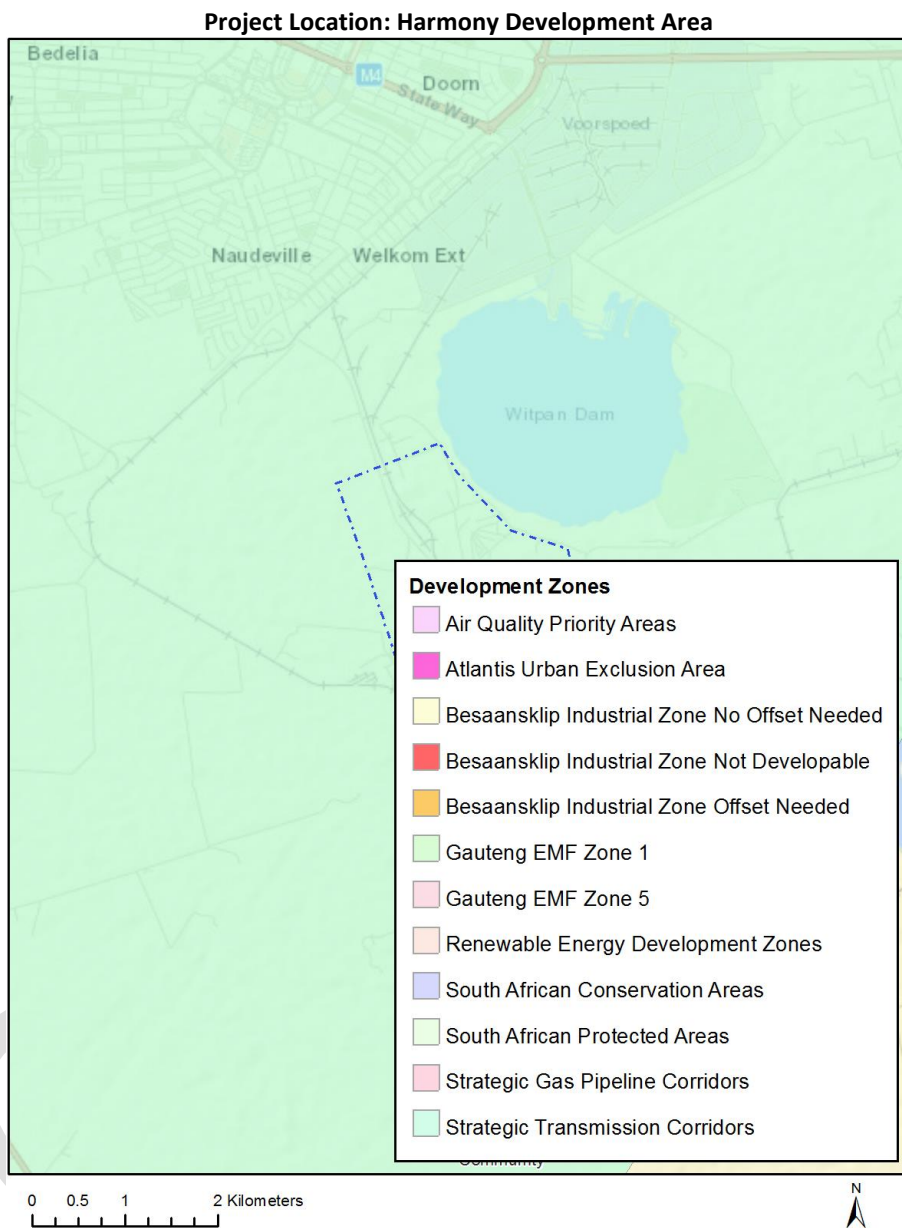 Project Location: Harmony Development Area
Bedelia
M4
Doorn
State Way
Voorspoed
Naudeville
Welkom Ext
Witpan Dam
Development Zones
Air Quality Priority Areas
Atlantis Urban Exclusion Area
Besaansklip Industrial Zone No Offset Needed
Besaansklip Industrial Zone Not Developable
Besaansklip Industrial Zone Offset Needed
Gauteng EMF Zone 1
Gauteng EMF Zone 5
Renewable Energy Development Zones
South African Conservation Areas
South African Protected Areas
Strategic Gas Pipeline Corridors
Strategic Transmission Corridors
Community
0 0.5 1 2 Kilometers
N